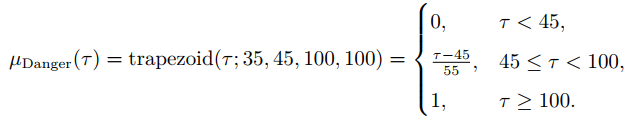 μ_Danger(τ) = trapezoid(τ; 35, 45, 100, 100) = { 0, τ < 45,
(τ−45)/55, 45 ≤ τ < 100,
1, τ ≥ 100.